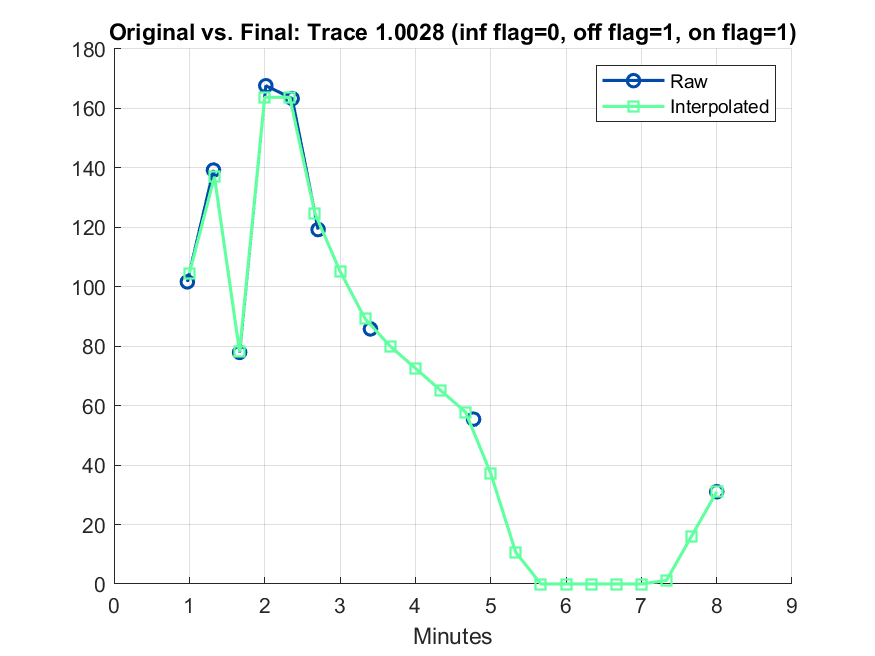 Original vs. Final: Trace 1.0028 (inf flag=0, off flag=1, on flag=1)
180
160
140
120
100
80
60
40
20
0
Raw
Interpolated
0 1 2 3 4 5 6 7 8 9
Minutes